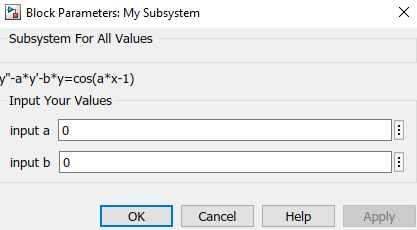 Block Parameters: My Subsystem
Subsystem For All Values
y"-a*y'-b*y=cos(a*x-1)
Input Your Values
input a 0
input b 0
OK Cancel Help Apply